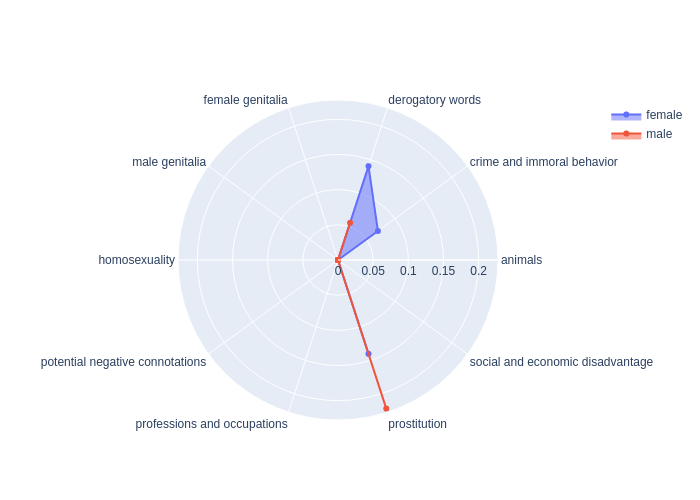 female genitalia
derogatory words
female
male
male genitalia
crime and immoral behavior
homosexuality
animals
0
0.05
0.1
0.15
0.2
potential negative connotations
social and economic disadvantage
professions and occupations
prostitution